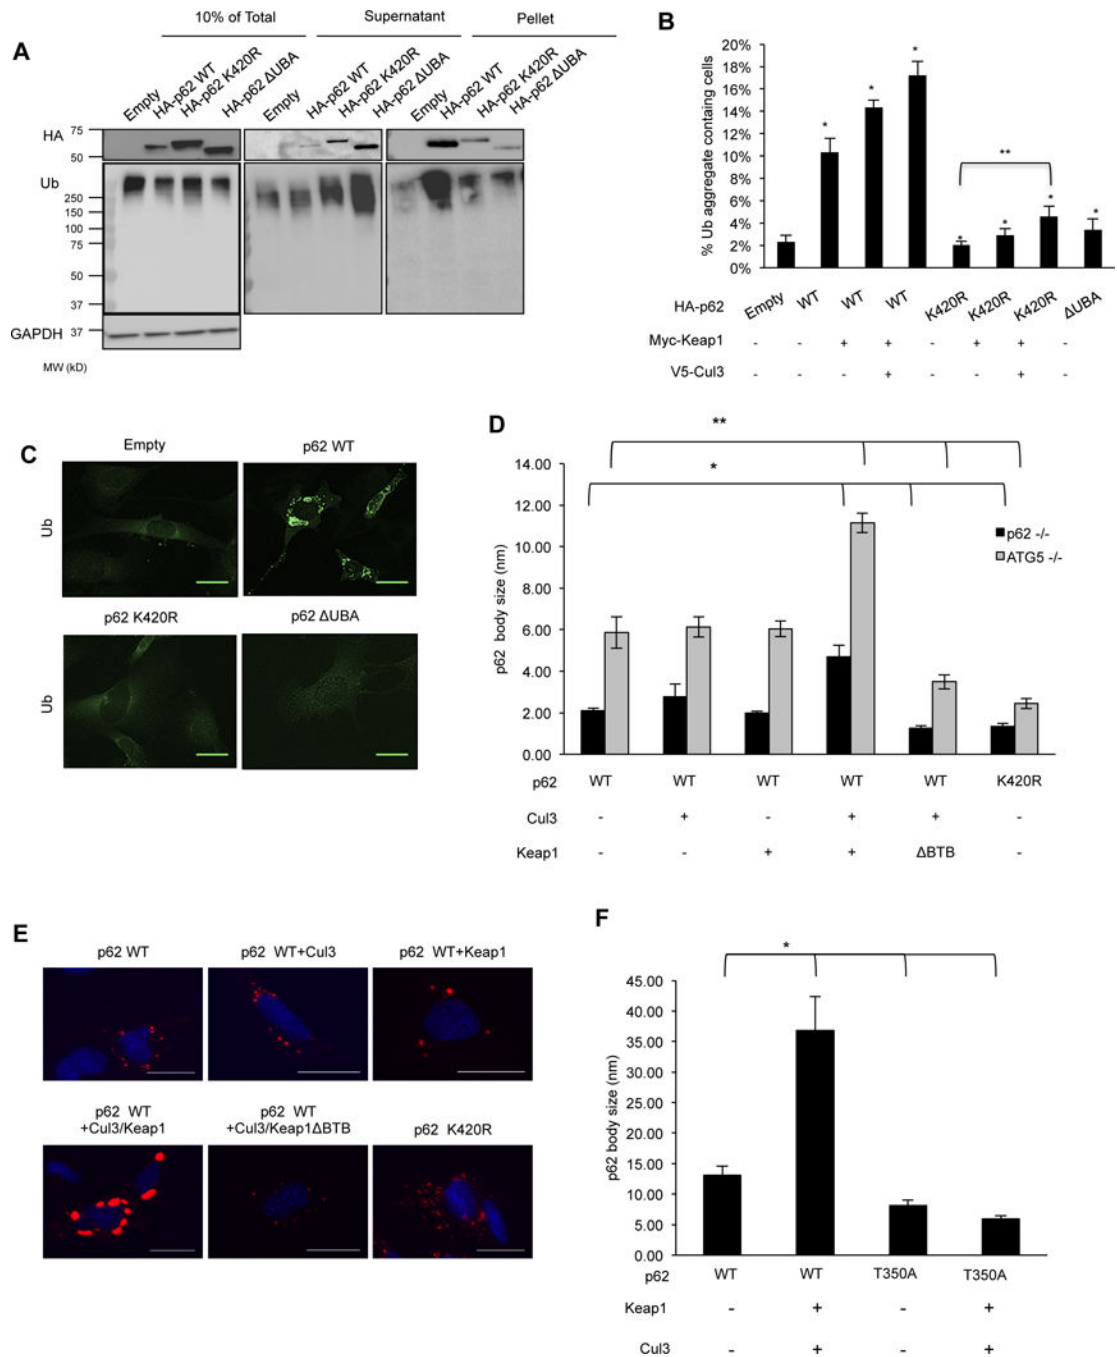 A
10% of Total
Supernatant
Pellet
Empty
HA-p62 WT
HA-p62 K420R
HA-p62 ΔUBA
Empty
HA-p62 WT
HA-p62 K420R
HA-p62 ΔUBA
Empty
HA-p62 WT
HA-p62 K420R
HA-p62 ΔUBA
HA
75
50
Ub
250
150
100
75
50
37
GAPDH
37
MW (kD)
B
% Ub aggregate containing cells
20%
18%
16%
14%
12%
10%
8%
6%
4%
2%
0%
* * * ** * * * *
HA-p62
Empty WT WT WT K420R K420R K420R ΔUBA
Myc-Keap1
- - + + - + + -
V5-Cul3
- - - + - - + -
C
Empty
p62 WT
Ub
p62 K420R
p62 ΔUBA
Ub
D
**
*
p62 body size (nm)
14.00
12.00
10.00
8.00
6.00
4.00
2.00
0.00
p62 -/-
ATG5 -/-
p62 WT WT WT WT WT K420R
Cul3 - + - + + -
Keap1 - - + + ΔBTB -
E
p62 WT
p62 WT+Cul3
p62 WT+Keap1
p62 WT
+Cul3/Keap1
p62 WT
+Cul3/Keap1ΔBTB
p62 K420R
F
*
p62 body size (nm)
45.00
40.00
35.00
30.00
25.00
20.00
15.00
10.00
5.00
0.00
p62 WT WT T350A T350A
Keap1 - + - +
Cul3 - + - +